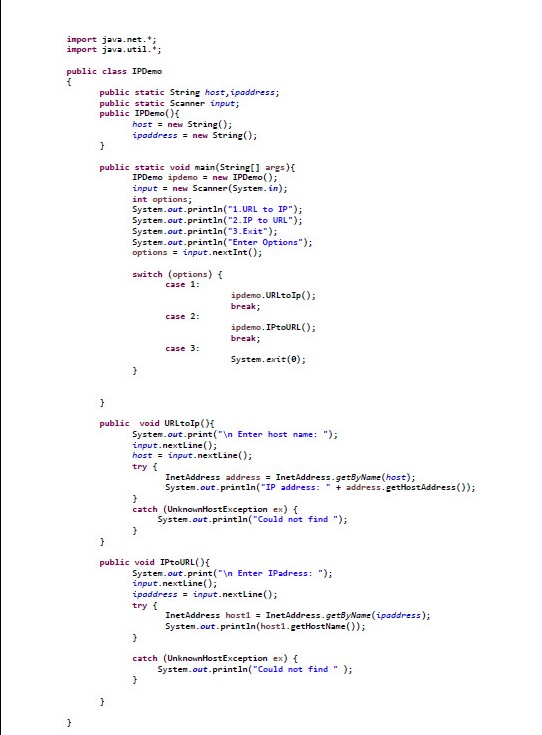 import java.net.*;
import java.util.*;
public class IPDemo
{
public static String host,ipaddress;
public static Scanner input;
public IPDemo(){
host = new String();
ipaddress = new String();
}
public static void main(String[] args){
IPDemo ipdemo = new IPDemo();
input = new Scanner(System.in);
int options;
System.out.println("1.URL to IP");
System.out.println("2.IP to URL");
System.out.println("3.Exit");
System.out.println("Enter Options");
options = input.nextInt();
switch (options) {
case 1:
ipdemo.URLtoIp();
break;
case 2:
ipdemo.IPtoURL();
break;
case 3:
System.exit(0);
}
}
public  void URLtoIp(){
System.out.print("\n Enter host name: ");
input.nextLine();
host = input.nextLine();
try {
InetAddress address = InetAddress.getByName(host);
System.out.println("IP address: " + address.getHostAddress());
}
catch (UnknownHostException ex) {
System.out.println("Could not find ");
}
}
public void IPtoURL(){
System.out.print("\n Enter IPadress: ");
input.nextLine();
ipaddress = input.nextLine();
try {
InetAddress host1 = InetAddress.getByName(ipaddress);
System.out.println(host1.getHostName());
}
catch (UnknownHostException ex) {
System.out.println("Could not find " );
}
}
}